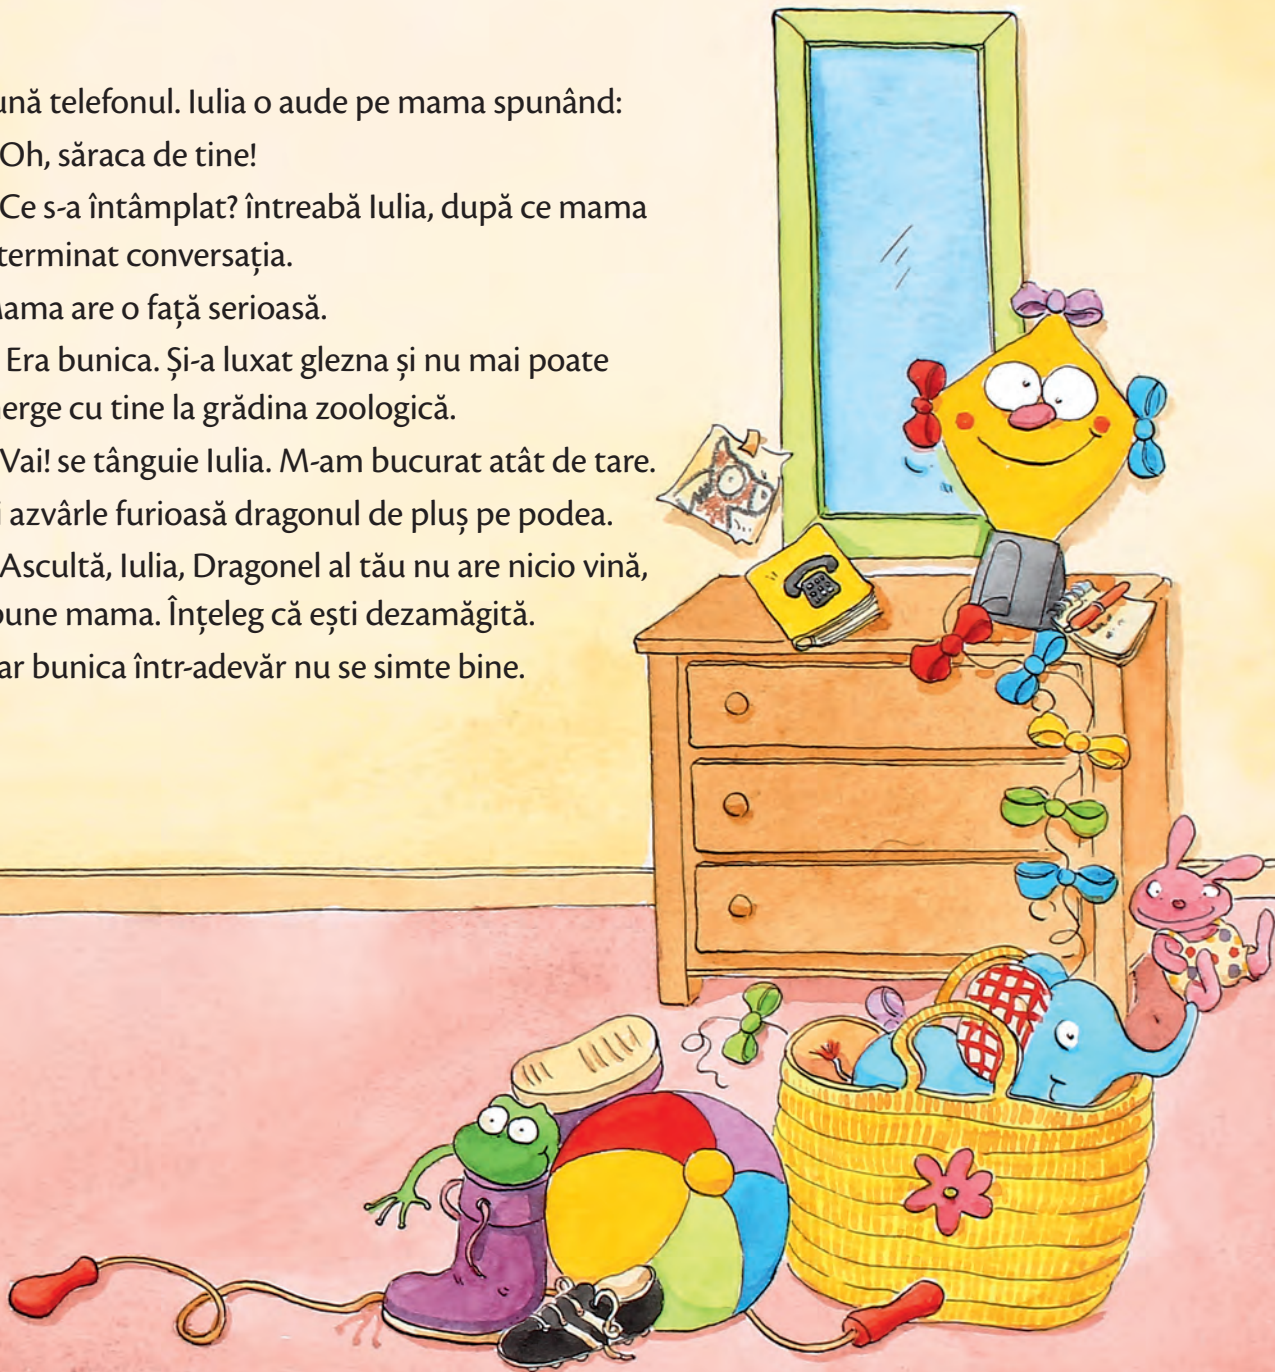 ună telefonul. Iulia o aude pe mama spunând:
Oh, săraca de tine!
Ce s-a întâmplat? întreabă Iulia, după ce mama
terminat conversația.
ama are o față serioasă.
Era bunica. Și-a luxat glezna și nu mai poate
erge cu tine la grădina zoologică.
Vai! se tânguie Iulia. M-am bucurat atât de tare.
i azvârle furioasă dragonul de pluș pe podea.
Ascultă, Iulia, Dragonel al tău nu are nicio vină,
pune mama. Înțeleg că ești dezamăgită.
ar bunica într-adevăr nu se simte bine.